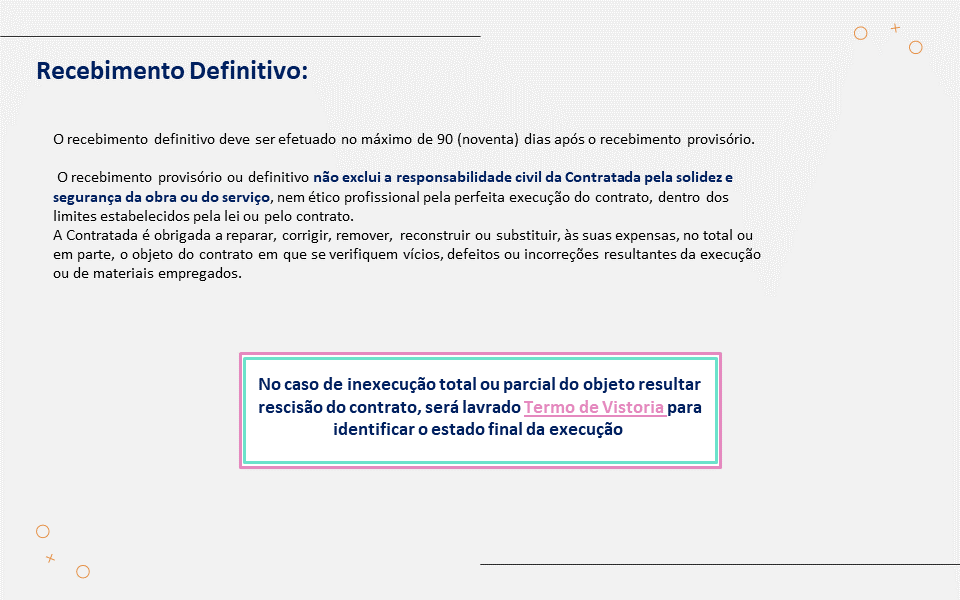 Recebimento Definitivo:
O recebimento definitivo deve ser efetuado no máximo de 90 (noventa) dias após o recebimento provisório.
O recebimento provisório ou definitivo não exclui a responsabilidade civil da Contratada pela solidez e
segurança da obra ou do serviço, nem ético profissional pela perfeita execução do contrato, dentro dos
limites estabelecidos pela lei ou pelo contrato.
A Contratada é obrigada a reparar, corrigir, remover, reconstruir ou substituir, às suas expensas, no total ou
em parte, o objeto do contrato em que se verifiquem vícios, defeitos ou incorreções resultantes da execução
ou de materiais empregados.
No caso de inexecução total ou parcial do objeto resultar
rescisão do contrato, será lavrado Termo de Vistoria para
identificar o estado final da execução